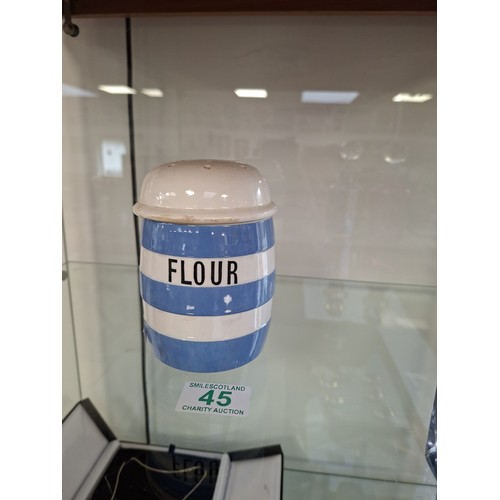 FLOUR
SMILESCOTLAND
45
CHARITY AUCTION